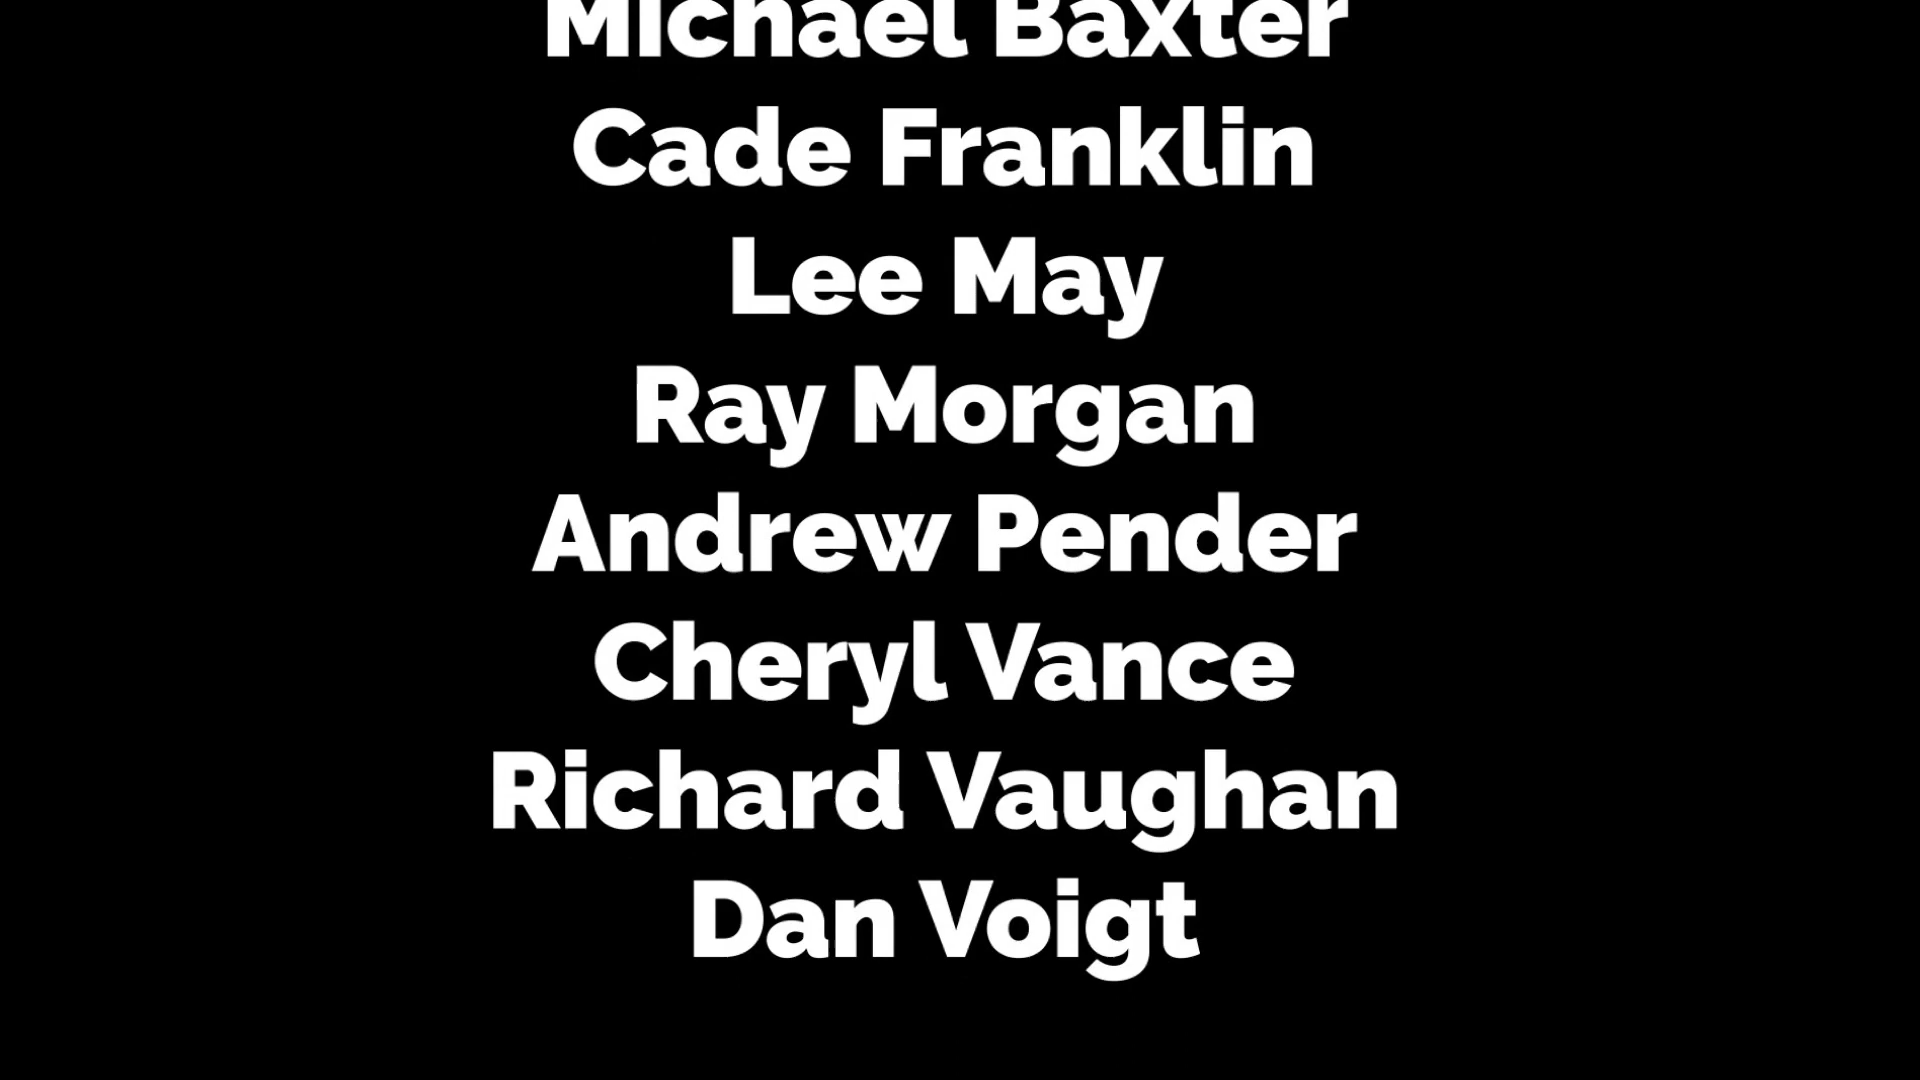 Michael Baxter
Cade Franklin
Lee May
Ray Morgan
Andrew Pender
Cheryl Vance
Richard Vaughan
Dan Voigt